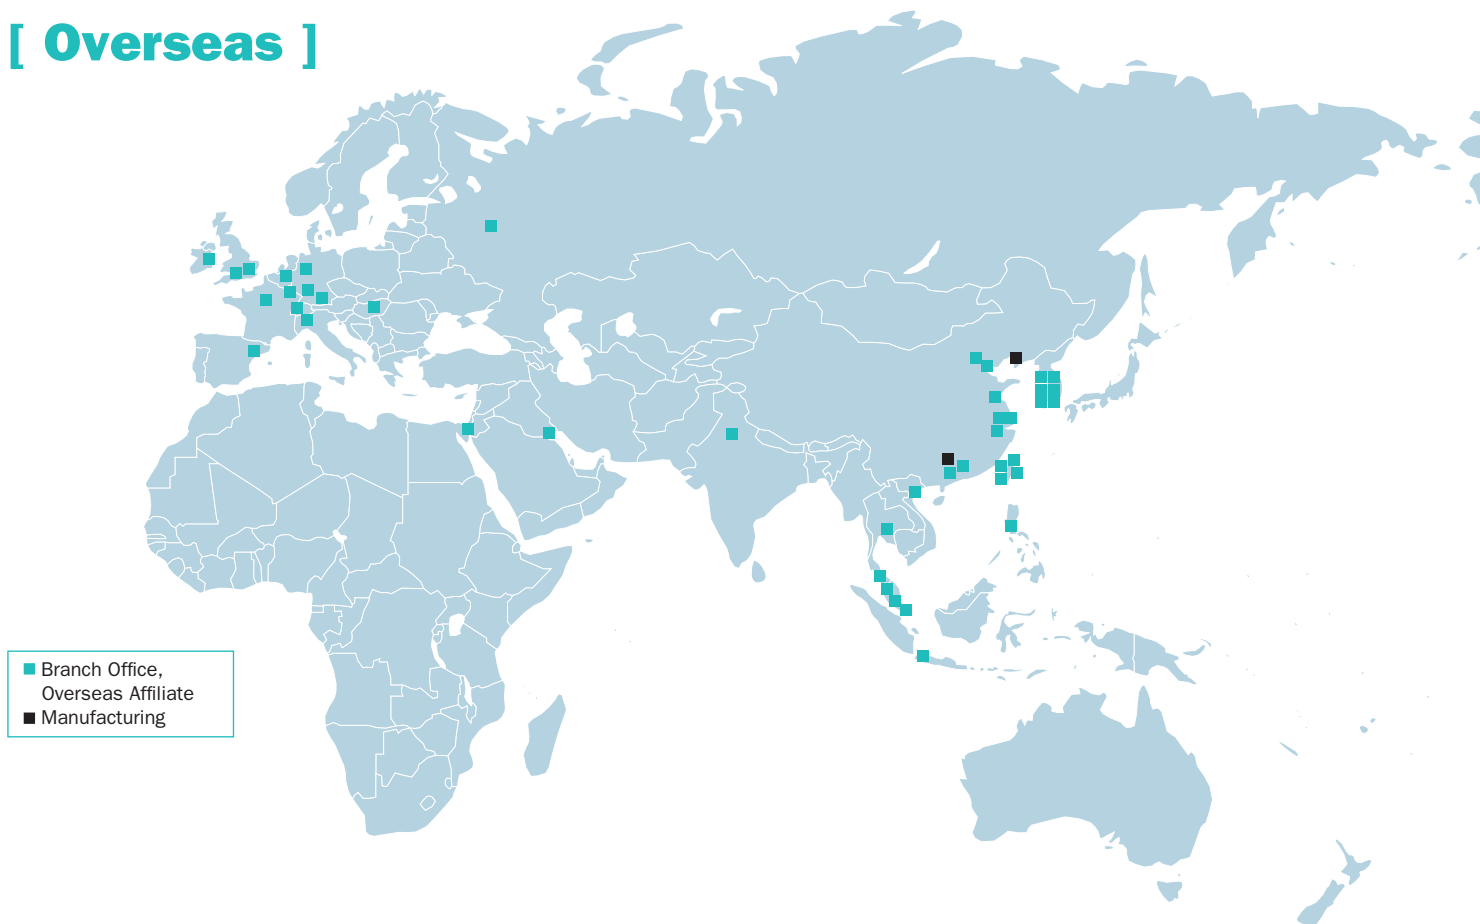 [ Overseas ]
Branch Office,
Overseas Affiliate
Manufacturing